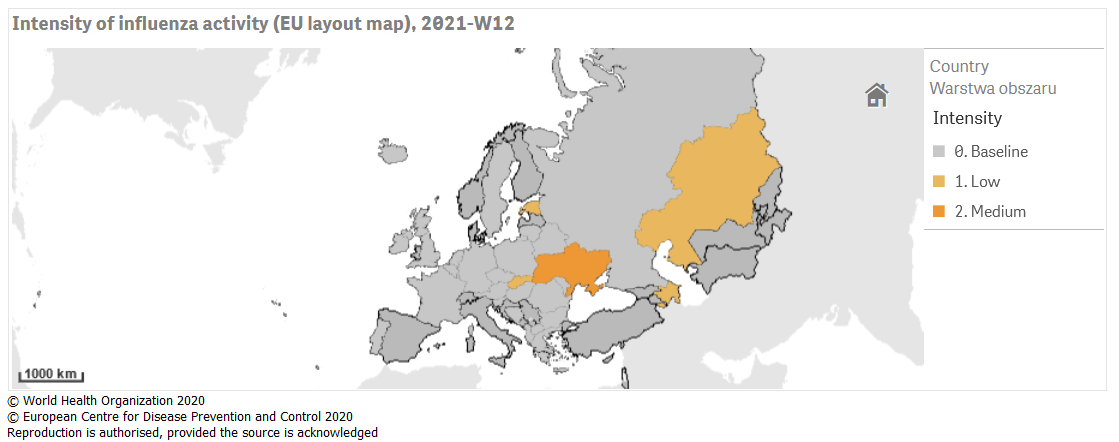 Intensity of influenza activity (EU layout map), 2021-W12
Country
Warstwa obszaru
Intensity
0. Baseline
1. Low
2. Medium
1000 km
© World Health Organization 2020
© European Centre for Disease Prevention and Control 2020
Reproduction is authorised, provided the source is acknowledged